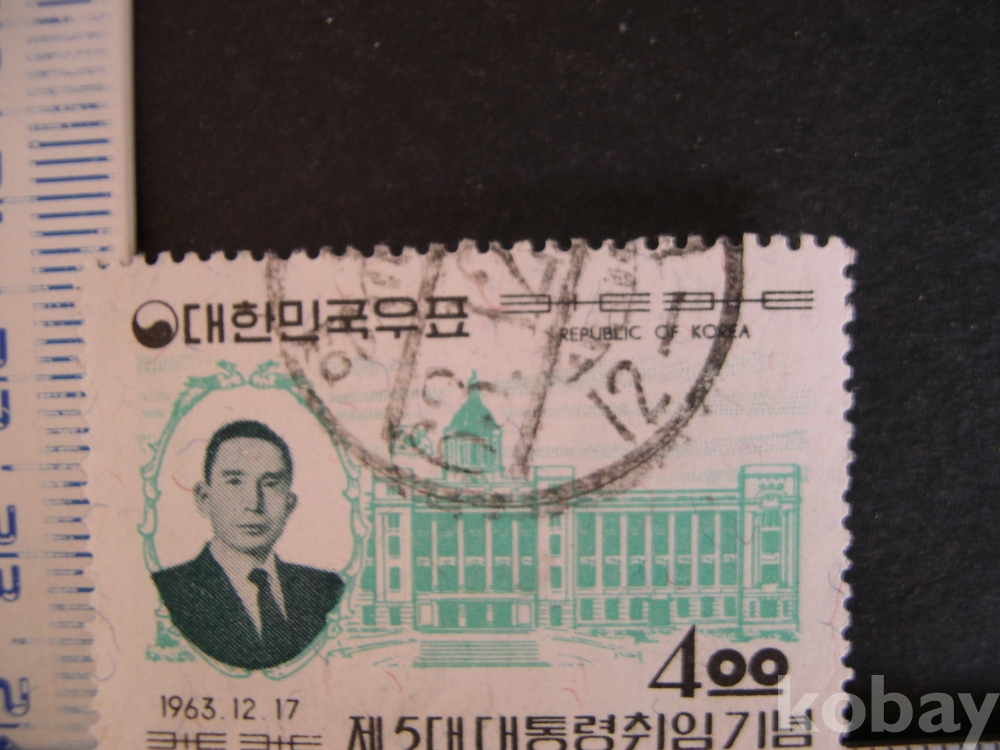 대한민국우표
REPUBLIC OF KOREA
12
4.00
1963.12.17
제5대대통령취임기념
kobay